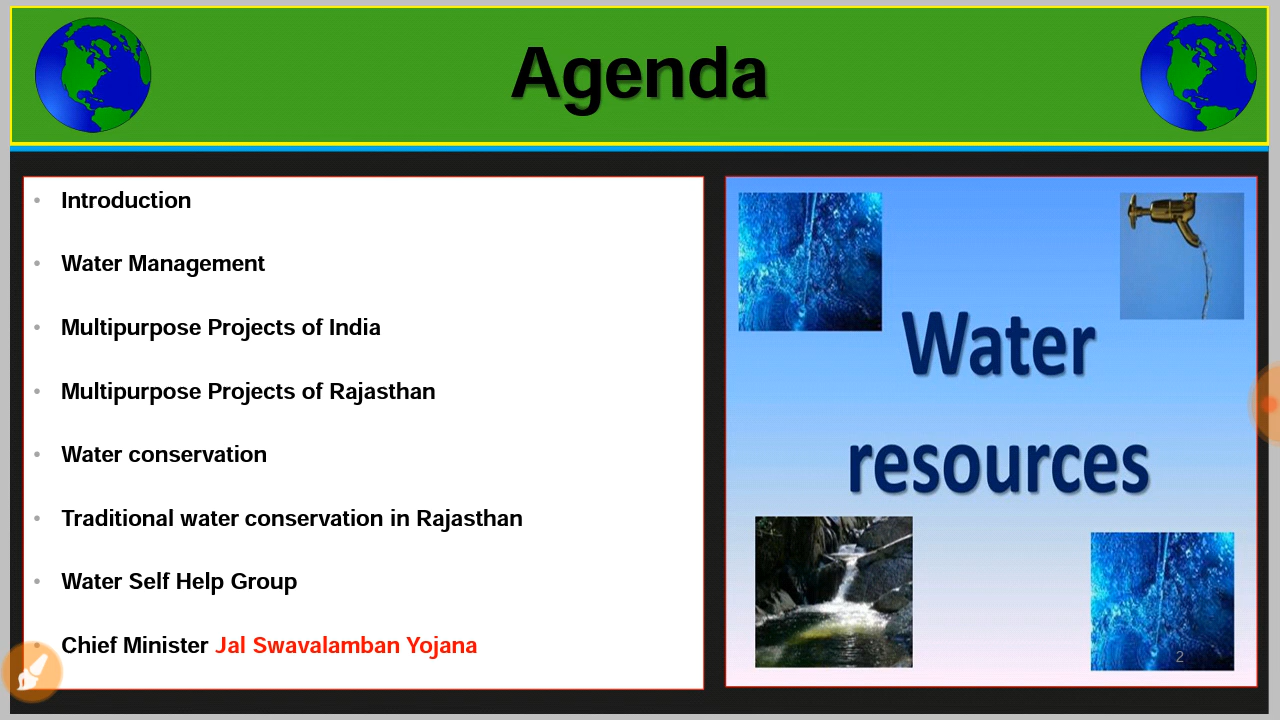 Agenda
• Introduction
• Water Management
• Multipurpose Projects of India
• Multipurpose Projects of Rajasthan
• Water conservation
• Traditional water conservation in Rajasthan
• Water Self Help Group
• Chief Minister Jal Swavalamban Yojana
Water
resources
2